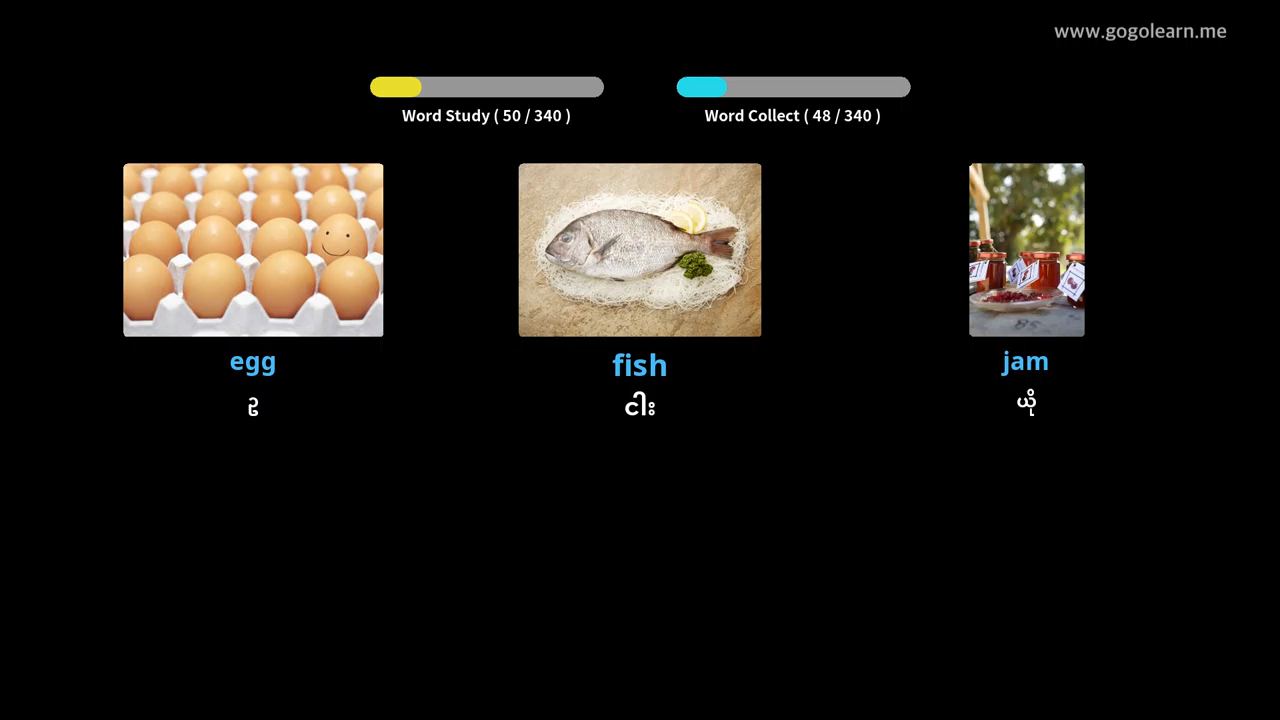 www.gogolearn.me
Word Study ( 50 / 340 )
Word Collect ( 48 / 340 )
egg
fish
jam
ဥ
ငါး
ယို